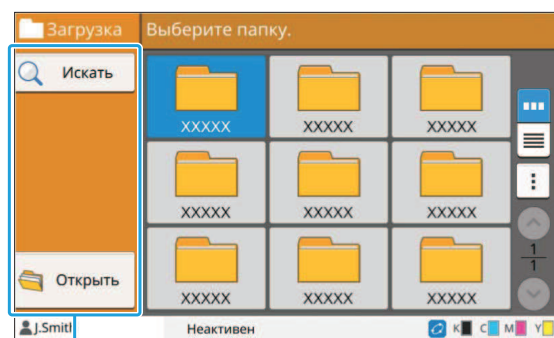 Загрузка
Выберите папку.
Искать
XXXXX
XXXXX
XXXXX
XXXXX
XXXXX
XXXXX
1
1
Открыть
XXXXX
XXXXX
XXXXX
J.Smitl
Неактивен
K C M Y